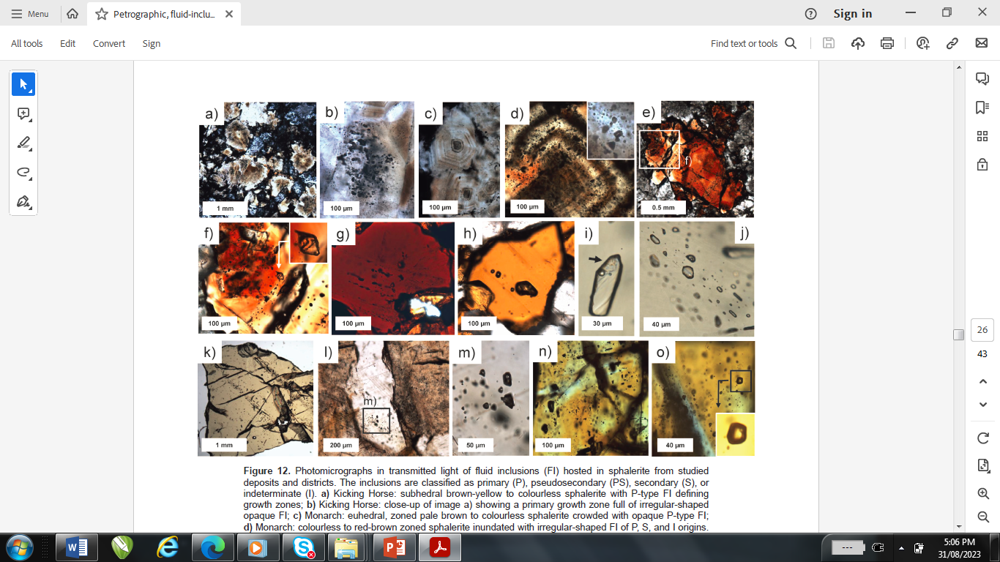 Menu
Petrographic, fluid-inclu...
Sign in
All tools
Edit
Convert
Sign
Find text or tools
a)
b)
c)
d)
e)
f)
1 mm
100 µm
100 µm
100 µm
0.5 mm
f)
g)
h)
i)
j)
100 µm
100 µm
100 µm
30 µm
40 µm
k)
l)
m)
m)
n)
o)
1 mm
200 µm
50 µm
100 µm
40 µm
Figure 12. Photomicrographs in transmitted light of fluid inclusions (FI) hosted in sphalerite from studied
deposits and districts. The inclusions are classified as primary (P), pseudosecondary (PS), secondary (S), or
indeterminate (I). a) Kicking Horse: subhedral brown-yellow to colourless sphalerite with P-type FI defining
growth zones; b) Kicking Horse: close-up of image a) showing a primary growth zone full of irregular-shaped
opaque FI; c) Monarch: euhedral, zoned pale brown to colourless sphalerite crowded with opaque P-type FI;
d) Monarch: colourless to red-brown zoned sphalerite inundated with irregular-shaped FI of P, S, and I origins.
26
43
5:06 PM
31/08/2023